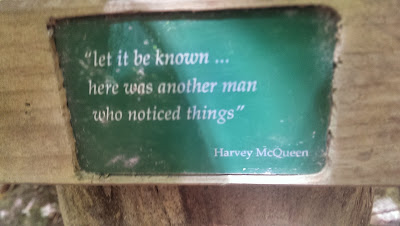 “let it be known ...
here was another man
who noticed things”
Harvey McQueen